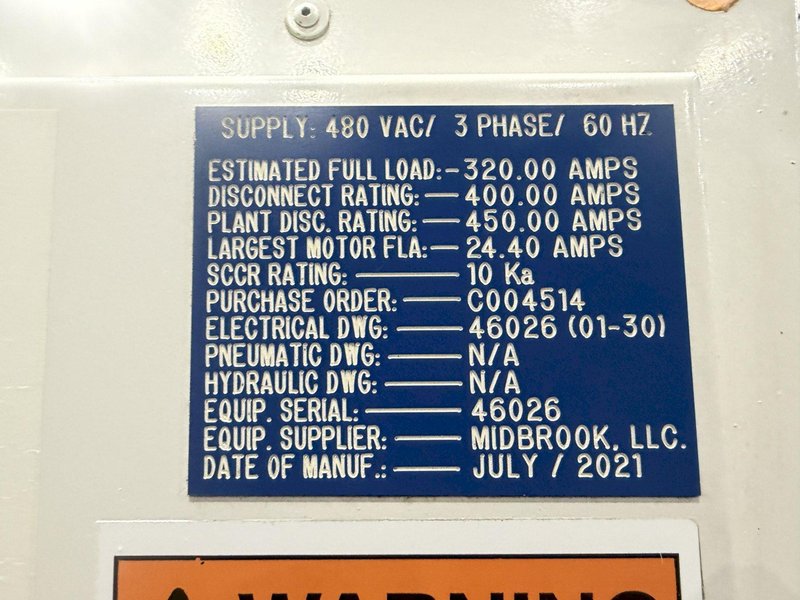 SUPPLY: 480 VAC/ 3 PHASE/ 60 HZ
ESTIMATED FULL LOAD:-320.00 AMPS
DISCONNECT RATING:—400.00 AMPS
PLANT DISC. RATING:—450.00 AMPS
LARGEST MOTOR FLA:—24.40 AMPS
SCCR RATING:—10 Ka
PURCHASE ORDER:—C004514
ELECTRICAL DWG:—46026 (01-30)
PNEUMATIC DWG:—N/A
HYDRAULIC DWG:—N/A
EQUIP. SERIAL:—46026
EQUIP. SUPPLIER:—MIDBROOK, LLC.
DATE OF MANUF.:—JULY / 2021
WARNING